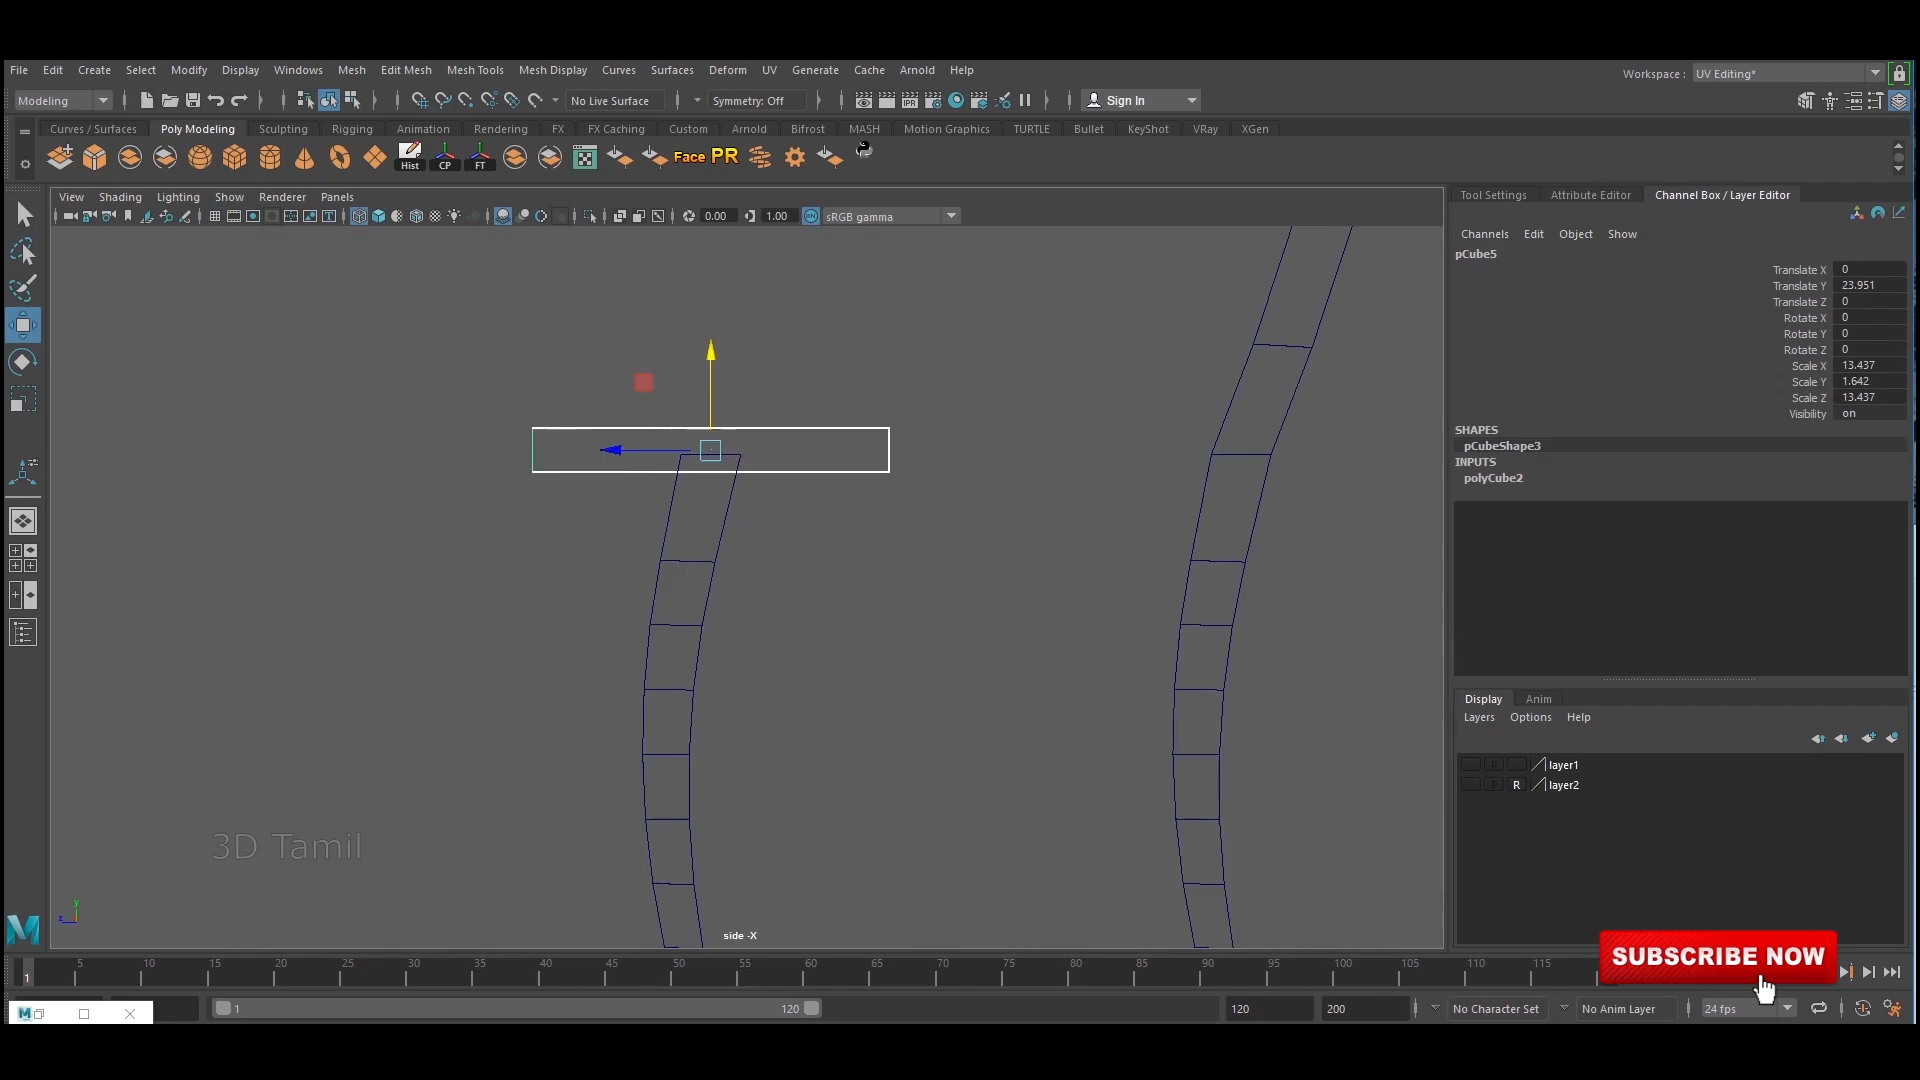 File Edit Create Select Modify Display Windows Mesh Edit Mesh Mesh Tools Mesh Display Curves Surfaces Deform UV Generate Cache Arnold Help
Workspace : UV Editing*
Modeling No Live Surface Symmetry: Off Sign In
Curves / Surfaces Poly Modeling Sculpting Rigging Animation Rendering FX FX Caching Custom Arnold Bifrost MASH Motion Graphics TURTLE Bullet KeyShot VRay XGen
Hist CP FT Face PR
View Shading Lighting Show Renderer Panels
0.00 1.00 sRGB gamma
Tool Settings Attribute Editor Channel Box / Layer Editor
Channels Edit Object Show
pCube5
Translate X 0
Translate Y 23.951
Translate Z 0
Rotate X 0
Rotate Y 0
Rotate Z 0
Scale X 13.437
Scale Y 1.642
Scale Z 13.437
Visibility on
SHAPES
pCubeShape3
INPUTS
polyCube2
Display Anim
Layers Options Help
layer1
R layer2
3D Tamil
y
z
side -X
SUBSCRIBE NOW
1 5 10 15 20 25 30 35 40 45 50 55 60 65 70 75 80 85 90 95 100 105 110 115
1 120 120 200 No Character Set No Anim Layer 24 fps